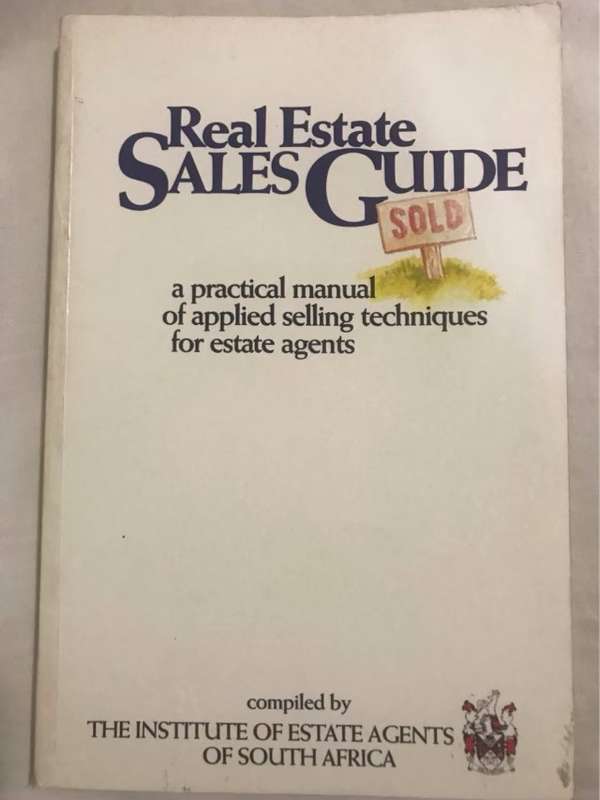 Real Estate
SALES GUIDE
SOLD
a practical manual
of applied selling techniques
for estate agents
compiled by
THE INSTITUTE OF ESTATE AGENTS
OF SOUTH AFRICA